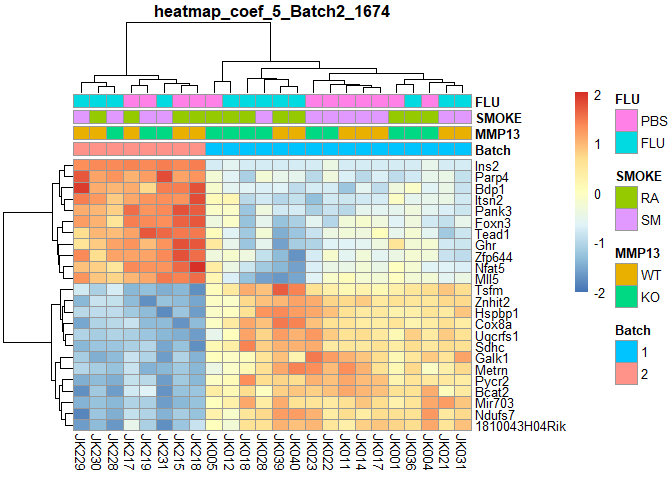 heatmap_coef_5_Batch2_1674
FLU
SMOKE
MMP13
Batch
Ins2
Parp4
Bdp1
Itsn2
Pank3
Foxn3
Tead1
Ghr
Zfp644
Nfat5
Mll5
Tsfm
Znhit2
Hspbp1
Cox8a
Uqcrfs1
Sdhc
Galk1
Metrn
Pycr2
Bcat2
Mir703
Ndufs7
1810043H04Rik
JK229
JK230
JK228
JK217
JK219
JK231
JK215
JK218
JK005
JK012
JK018
JK028
JK039
JK040
JK023
JK022
JK011
JK014
JK017
JK001
JK036
JK004
JK021
JK031
2
1
0
-1
-2
FLU
PBS
FLU
SMOKE
RA
SM
MMP13
WT
KO
Batch
1
2